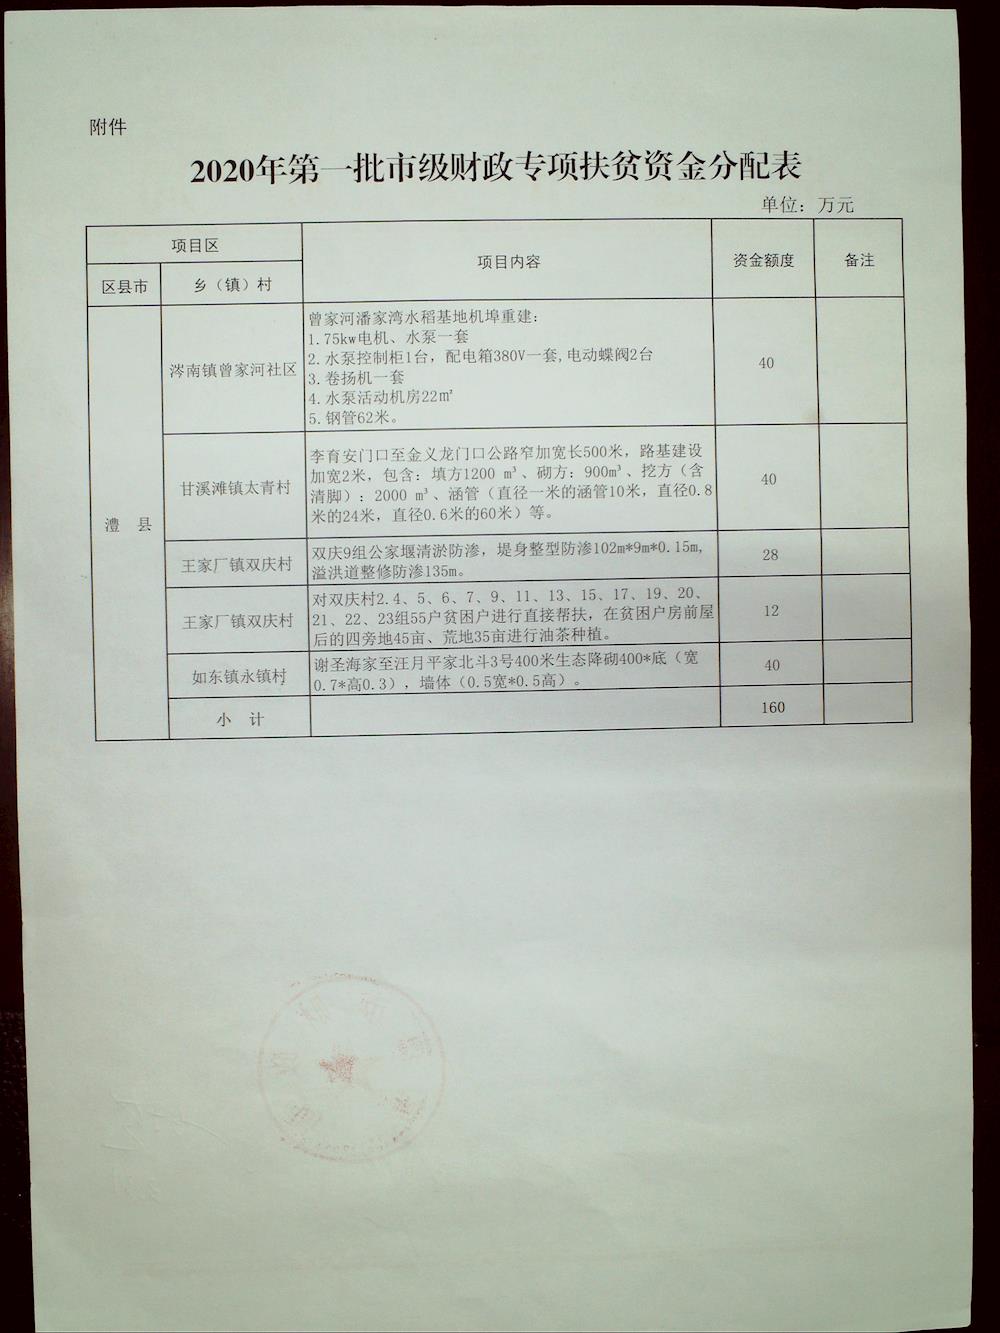 附件
2020年第一批市级财政专项扶贫资金分配表
单位：万元
项目区
项目内容
资金额度
备注
区县市
乡（镇）村
澧 县
涔南镇曾家河社区
曾家河潘家湾水稻基地机埠重建：
1.75kw电机、水泵一套
2.水泵控制柜1台，配电箱380V一套,电动蝶阀2台
3.卷扬机一套
4.水泵活动机房22㎡
5.钢管62米。
40
甘溪滩镇太青村
李育安门口至金义龙门口公路窄加宽长500米，路基建设
加宽2米，包含：填方1200 m³、砌方：900m³、挖方（含
清脚）：2000 m³、涵管（直径一米的涵管10米，直径0.8
米的24米，直径0.6米的60米）等。
40
王家厂镇双庆村
双庆9组公家堰清淤防渗，堤身整型防渗102m*9m*0.15m,
溢洪道整修防渗135m。
28
王家厂镇双庆村
对双庆村2.4、5、6、7、9、11、13、15、17、19、20、
21、22、23组55户贫困户进行直接帮扶，在贫困户房前屋
后的四旁地45亩、荒地35亩进行油茶种植。
12
如东镇永镇村
谢圣海家至汪月平家北斗3号400米生态降砌400*底（宽
0.7*高0.3），墙体（0.5宽*0.5高）。
40
小 计
160